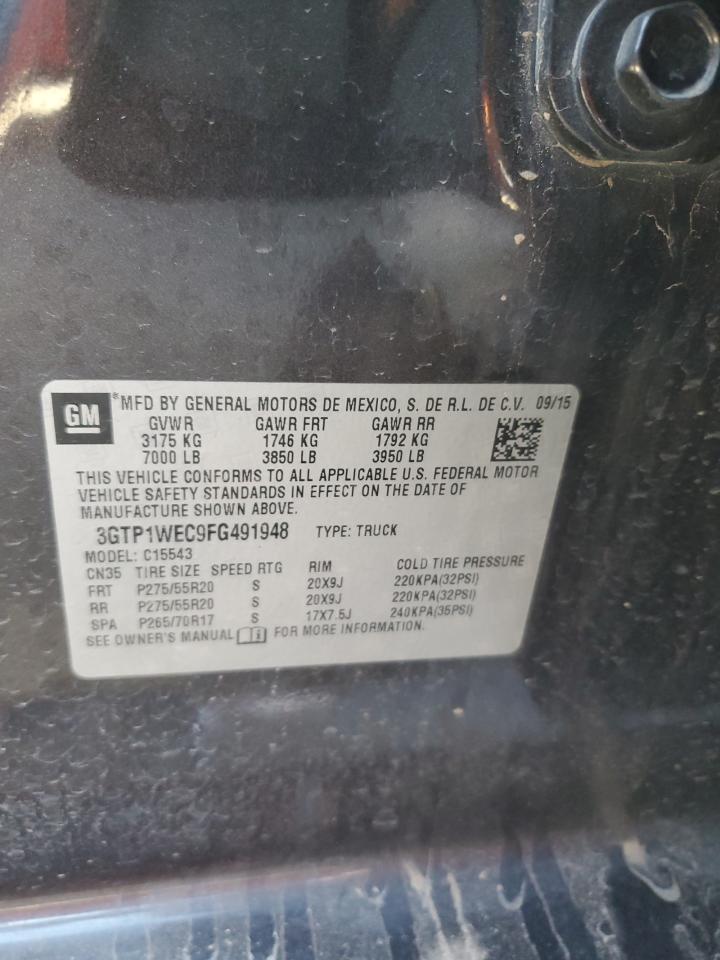 GM
*MFD BY GENERAL MOTORS DE MEXICO, S. DE R.L. DE C.V. 09/15
GVWR GAWR FRT GAWR RR
3175 KG 1746 KG 1792 KG
7000 LB 3850 LB 3950 LB
THIS VEHICLE CONFORMS TO ALL APPLICABLE U.S. FEDERAL MOTOR
VEHICLE SAFETY STANDARDS IN EFFECT ON THE DATE OF
MANUFACTURE SHOWN ABOVE.
3GTP1WEC9FG491948 TYPE: TRUCK
MODEL: C15543
CN35 TIRE SIZE SPEED RTG RIM COLD TIRE PRESSURE
FRT P275/55R20 S 20X9J 220KPA(32PSI)
RR P275/55R20 S 20X9J 220KPA(32PSI)
SPA P265/70R17 S 17X7.5J 240KPA(35PSI)
SEE OWNER'S MANUAL i FOR MORE INFORMATION.